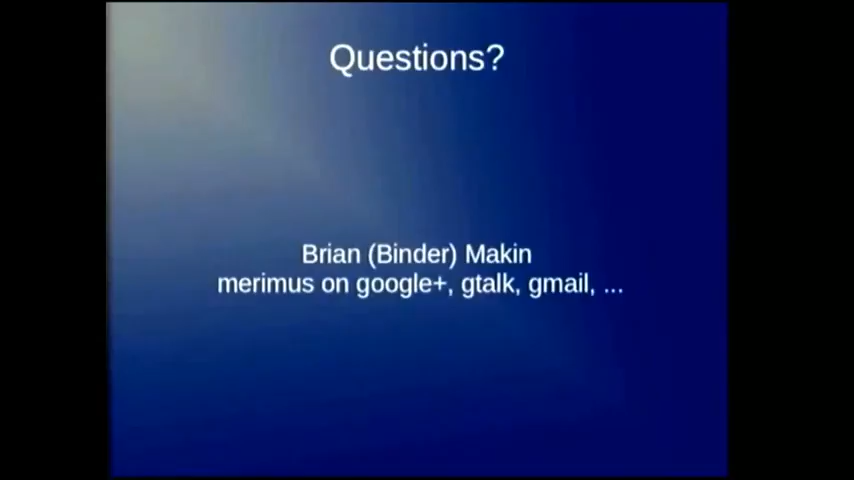 Questions?
Brian (Binder) Makin
merimus on google+, gtalk, gmail, ...